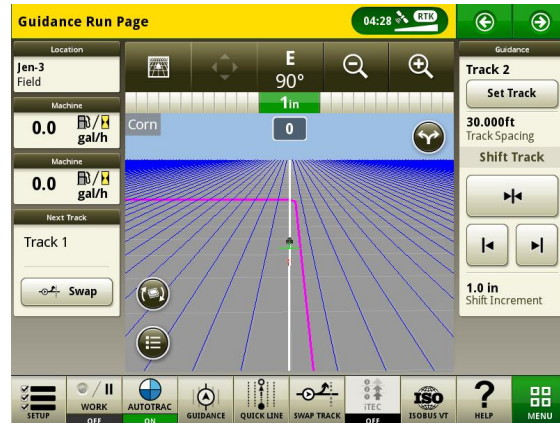 Guidance Run Page
04:28
RTK
Location
Jen-3
Field
Machine
0.0
gal/h
Machine
0.0
gal/h
Next Track
Track 1
Swap
E
90°
1in
0
Corn
Guidance
Track 2
Set Track
30.000ft
Track Spacing
Shift Track
1.0 in
Shift Increment
SETUP
WORK
OFF
AUTOTRAC
ON
GUIDANCE
QUICK LINE
SWAP TRACK
iTEC
OFF
ISO
ISOBUS VT
?
HELP
MENU